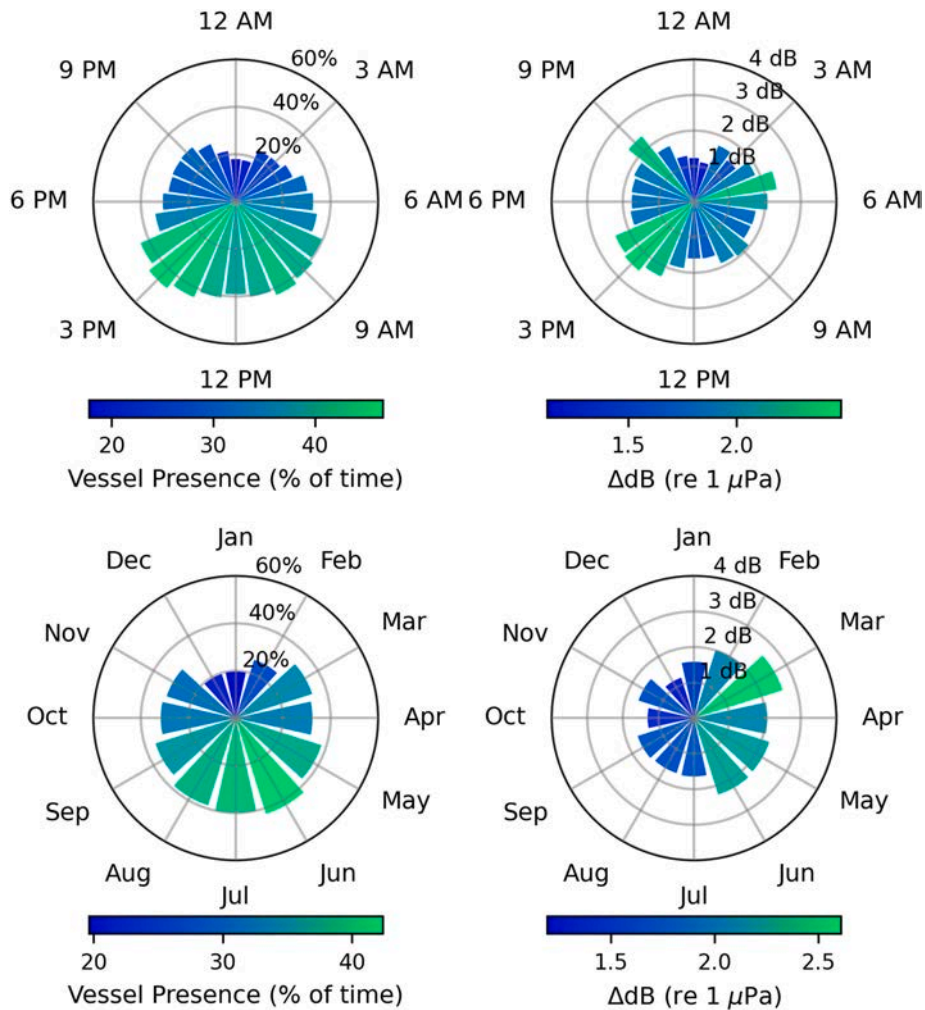 12 AM
9 PM
60%
3 AM
40%
20%
6 PM
6 AM
3 PM
9 AM
12 PM
20 30 40
Vessel Presence (% of time)
12 AM
9 PM
4 dB
3 AM
3 dB
2 dB
1 dB
6 PM
6 AM
3 PM
9 AM
12 PM
1.5 2.0
ΔdB (re 1 μPa)
Jan
Dec
60%
Feb
40%
Nov
Mar
20%
Oct
Apr
Sep
May
Aug
Jun
Jul
20 30 40
Vessel Presence (% of time)
Jan
Dec
4 dB
Feb
3 dB
Nov
Mar
2 dB
1 dB
Oct
Apr
Sep
May
Aug
Jun
Jul
1.5 2.0 2.5
ΔdB (re 1 μPa)